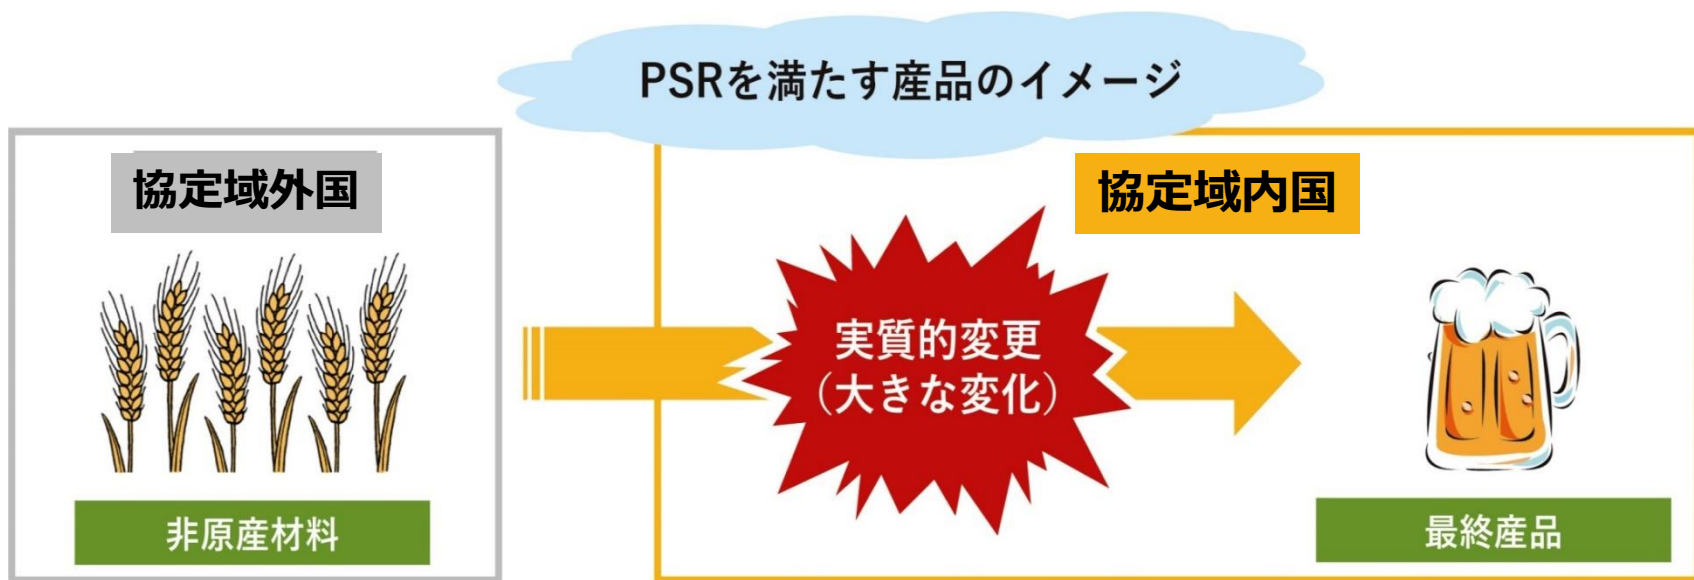 PSRを満たす産品のイメージ
協定域外国
協定域内国
実質的変更
（大きな変化）
非原産材料
最終産品